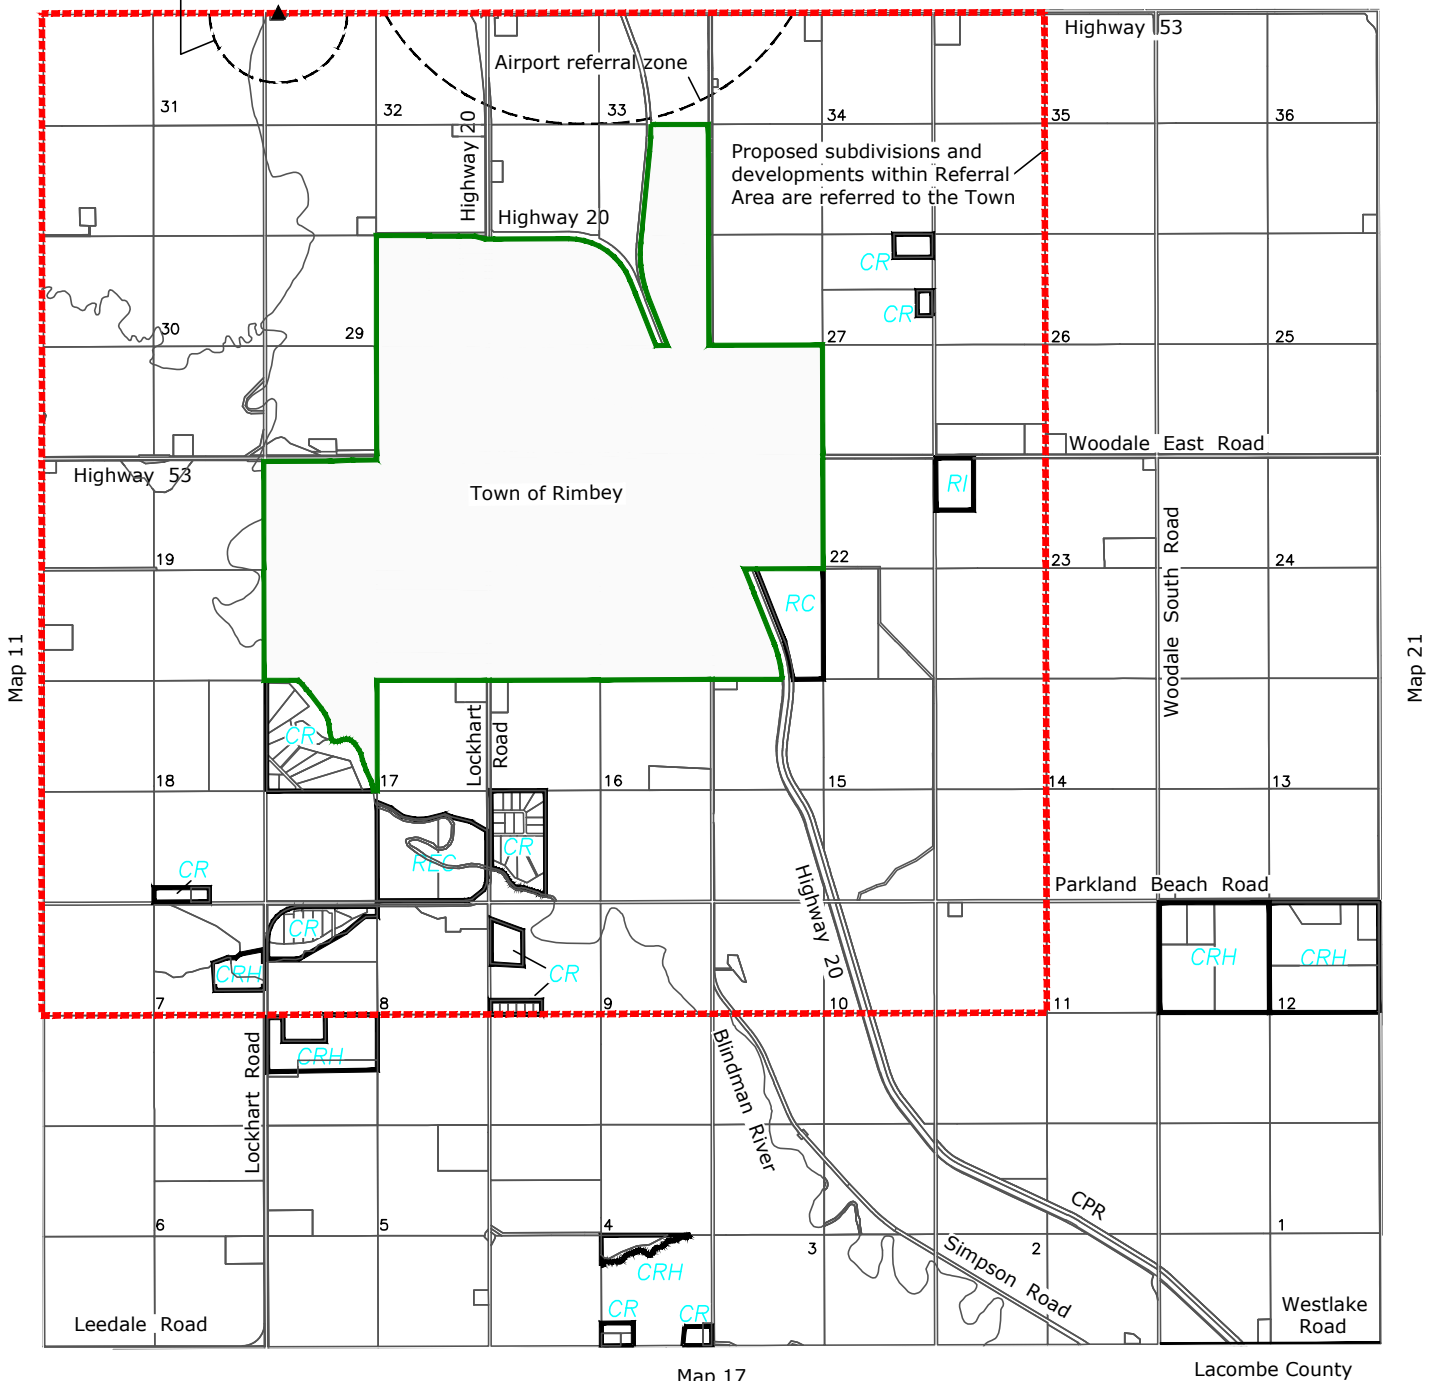 Highway 53
Airport referral zone
31
32
33
34
35
36
Highway 20
Proposed subdivisions and
developments within Referral
Area are referred to the Town
Highway 20
CR
CR
30
29
27
26
25
Woodale East Road
Highway 53
Town of Rimbey
RI
19
22
23
24
Woodale South Road
RC
Map 11
Map 21
CR
Lockhart
Road
18
17
16
15
14
13
CR
REC
CR
Highway 20
Parkland Beach Road
CR
CRH
CR
CRH
CRH
7
8
9
10
11
12
Lockhart Road
CRH
Blindman River
CPR
6
5
4
3
2
1
CRH
Simpson Road
CR
CR
Leedale Road
Westlake
Road
Map 17
Lacombe County